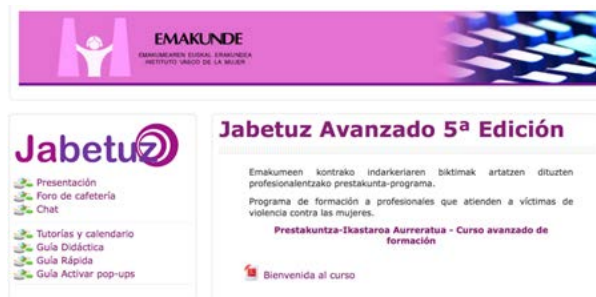 EMAKUNDE
EMAKUMEAREN EUSKAL ERAKUNDEA
INSTITUTO VASCO DE LA MUJER
Jabetuz
Presentación
Foro de cafetería
Chat
Tutorías y calendario
Guía Didáctica
Guía Rápida
Guía Activar pop-ups
Jabetuz Avanzado 5ª Edición
Emakumeen kontrako indarkeriaren biktimak artatzen dituzten
profesionalentzako prestakunta-programa.
Programa de formación a profesionales que atienden a víctimas de
violencia contra las mujeres.
Prestakuntza-Ikastaroa Aurreratua - Curso avanzado de
formación
Bienvenida al curso